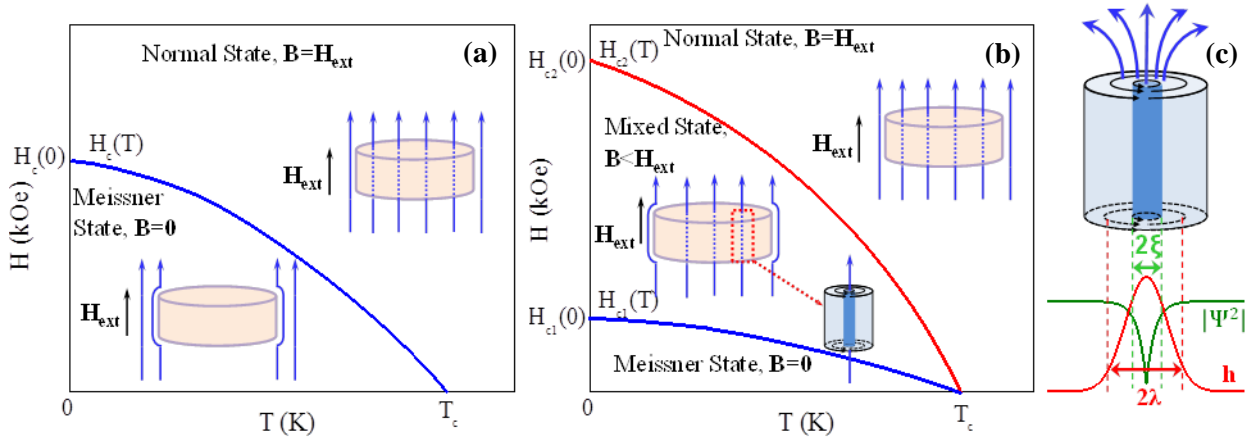 Normal State, B=H_ext
(a)
H_c(0)
H_c(T)
Meissner
State, B=0
H_ext
H_ext
H (kOe)
0
T (K)
T_c
H_c2(0)
H_c2(T)
Normal State, B=H_ext
(b)
Mixed State,
B<H_ext
H_ext
H_ext
H (kOe)
H_c1(0)
H_c1(T)
Meissner State, B=0
0
T (K)
T_c
(c)
2ξ
|Ψ²|
h
2λ